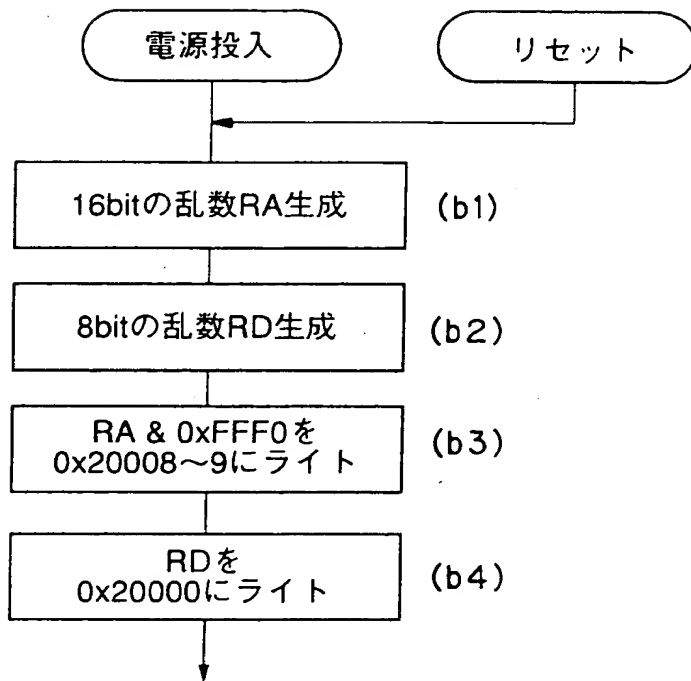 電源投入
リセット
16bitの乱数RA生成
(b1)
8bitの乱数RD生成
(b2)
RA & 0xFFF0を
0x20008～9にライト
(b3)
RDを
0x20000にライト
(b4)